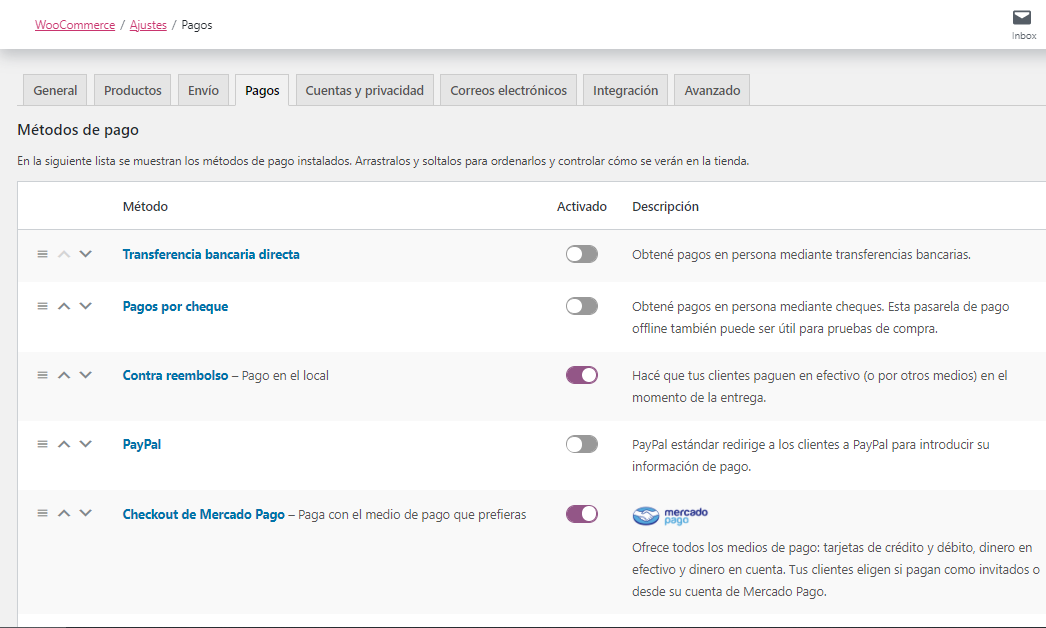 WooCommerce / Ajustes / Pagos
Inbox
General Productos Envío Pagos Cuentas y privacidad Correos electrónicos Integración Avanzado
Métodos de pago
En la siguiente lista se muestran los métodos de pago instalados. Arrastralos y soltalos para ordenarlos y controlar cómo se verán en la tienda.
Método Activado Descripción
Transferencia bancaria directa Obtené pagos en persona mediante transferencias bancarias.
Pagos por cheque Obtené pagos en persona mediante cheques. Esta pasarela de pago
offline también puede ser útil para pruebas de compra.
Contra reembolso – Pago en el local Hacé que tus clientes paguen en efectivo (o por otros medios) en el
momento de la entrega.
PayPal PayPal estándar redirige a los clientes a PayPal para introducir su
información de pago.
Checkout de Mercado Pago – Paga con el medio de pago que prefieras mercado
pago
Ofrece todos los medios de pago: tarjetas de crédito y débito, dinero en
efectivo y dinero en cuenta. Tus clientes eligen si pagan como invitados o
desde su cuenta de Mercado Pago.